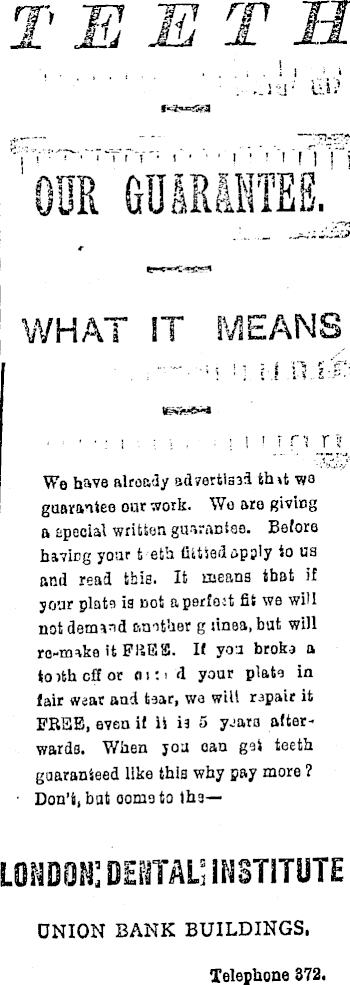 TEETH
OUR GUARANTEE.
WHAT IT MEANS
We have already advertised that we
guarantee our work. We are giving
a special written guarantee. Before
having your teeth fitted apply to us
and read this. It means that if
your plate is not a perfect fit we will
not demand another guinea, but will
re-make it FREE. If you broke a
tooth off or your plate in
fair wear and tear, we will repair it
FREE, even if it is 5 years after-
wards. When you can get teeth
guaranteed like this why pay more?
Don't, but come to the—
LONDON DENTAL INSTITUTE
UNION BANK BUILDINGS,
Telephone 372.